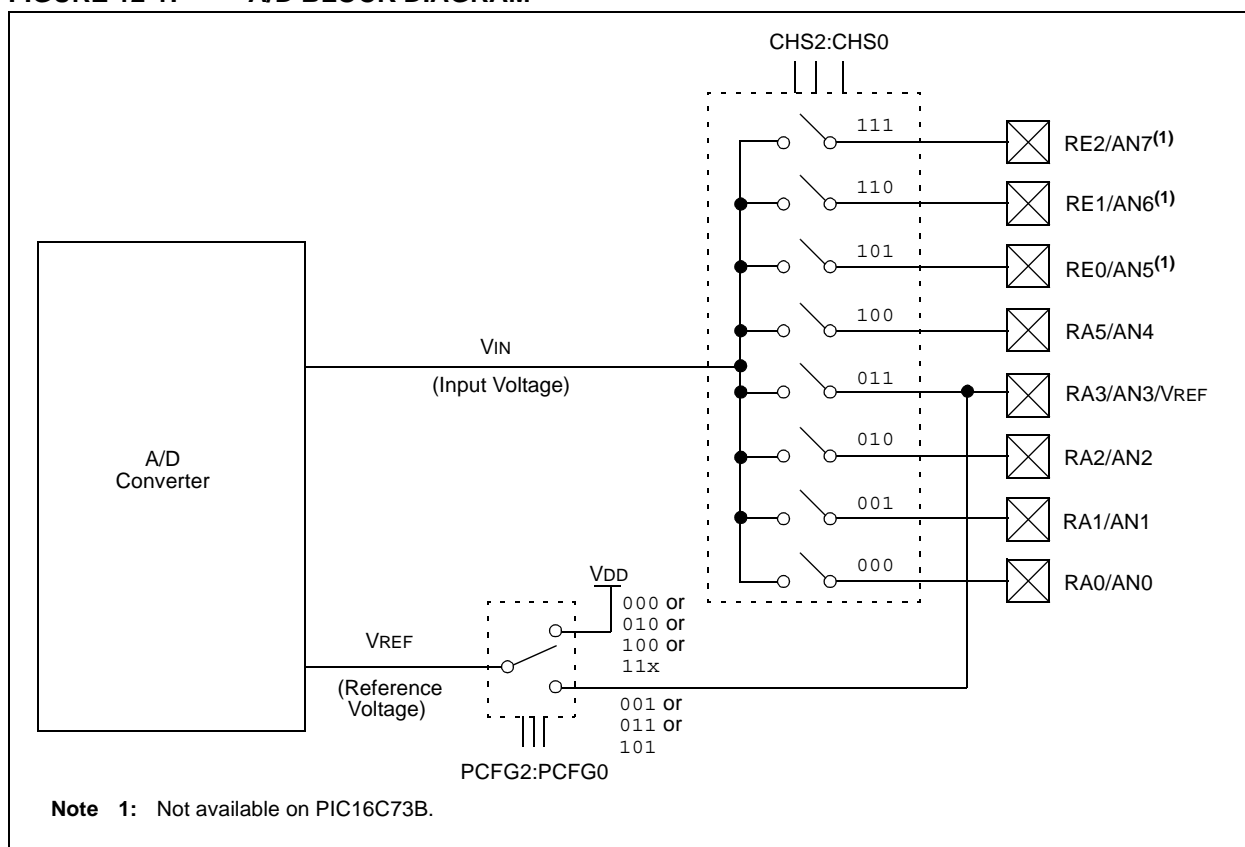 CHS2:CHS0
111
RE2/AN7(1)
110
RE1/AN6(1)
101
RE0/AN5(1)
100
RA5/AN4
VIN
(Input Voltage)
011
RA3/AN3/VREF
A/D
Converter
010
RA2/AN2
001
RA1/AN1
000
RA0/AN0
VDD
000 or
010 or
100 or
11x
VREF
(Reference
Voltage)
001 or
011 or
101
PCFG2:PCFG0
Note 1: Not available on PIC16C73B.